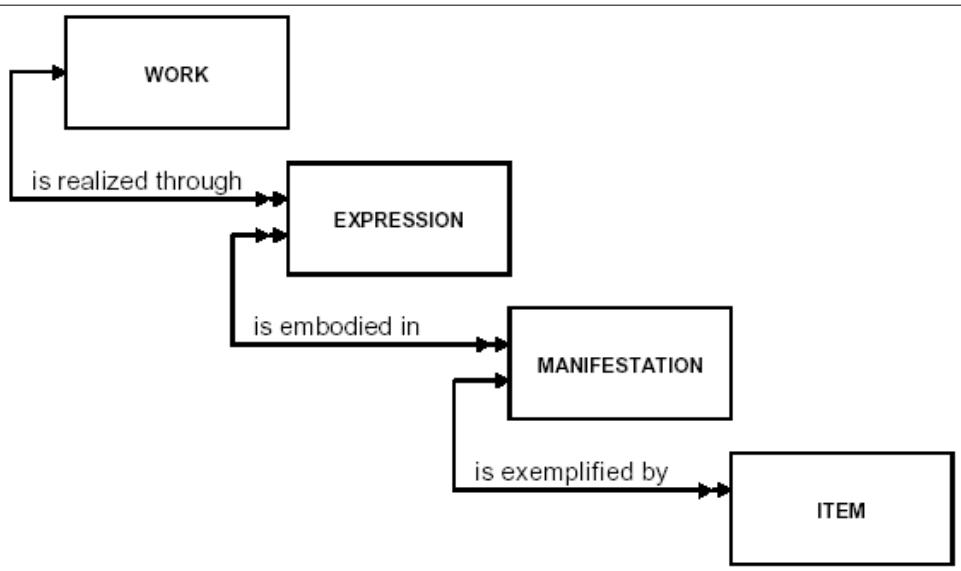 WORK
is realized through
EXPRESSION
is embodied in
MANIFESTATION
is exemplified by
ITEM